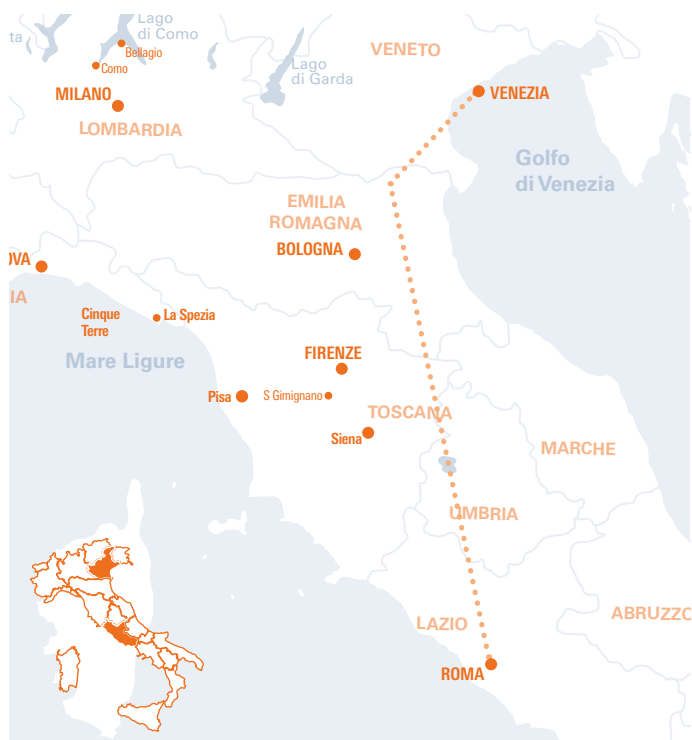 Lago
di Como
ta
Bellagio
Como
Lago
di Garda
VENETO
MILANO
VENEZIA
LOMBARDIA
Golfo
di Venezia
EMILIA
ROMAGNA
BOLOGNA
OVA
IA
Cinque
Terre
La Spezia
FIRENZE
Mare Ligure
Pisa
S Gimignano
TOSCANA
Siena
MARCHE
UMBRIA
LAZIO
ABRUZZO
ROMA